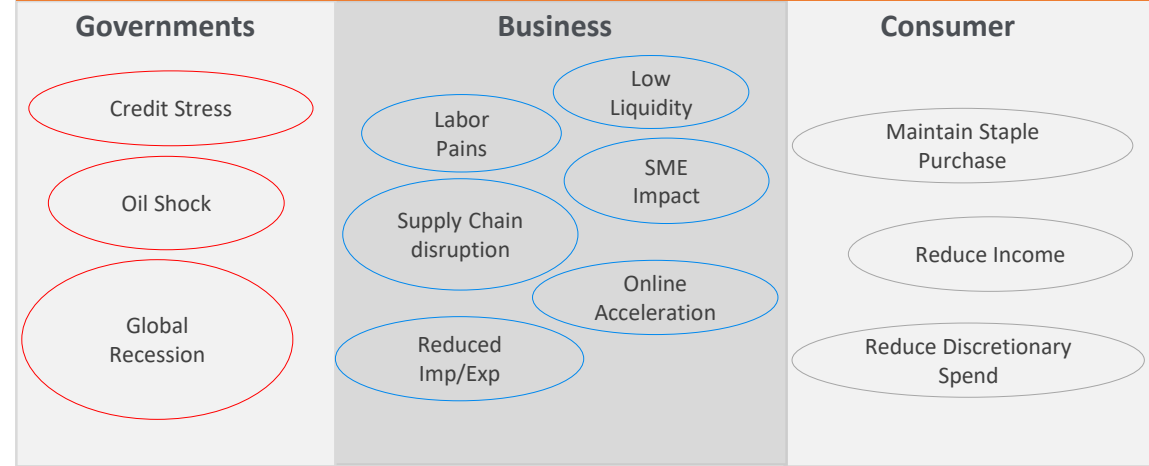 Governments
Credit Stress
Oil Shock
Global
Recession
Business
Low
Liquidity
Labor
Pains
SME
Impact
Supply Chain
disruption
Online
Acceleration
Reduced
Imp/Exp
Consumer
Maintain Staple
Purchase
Reduce Income
Reduce Discretionary
Spend